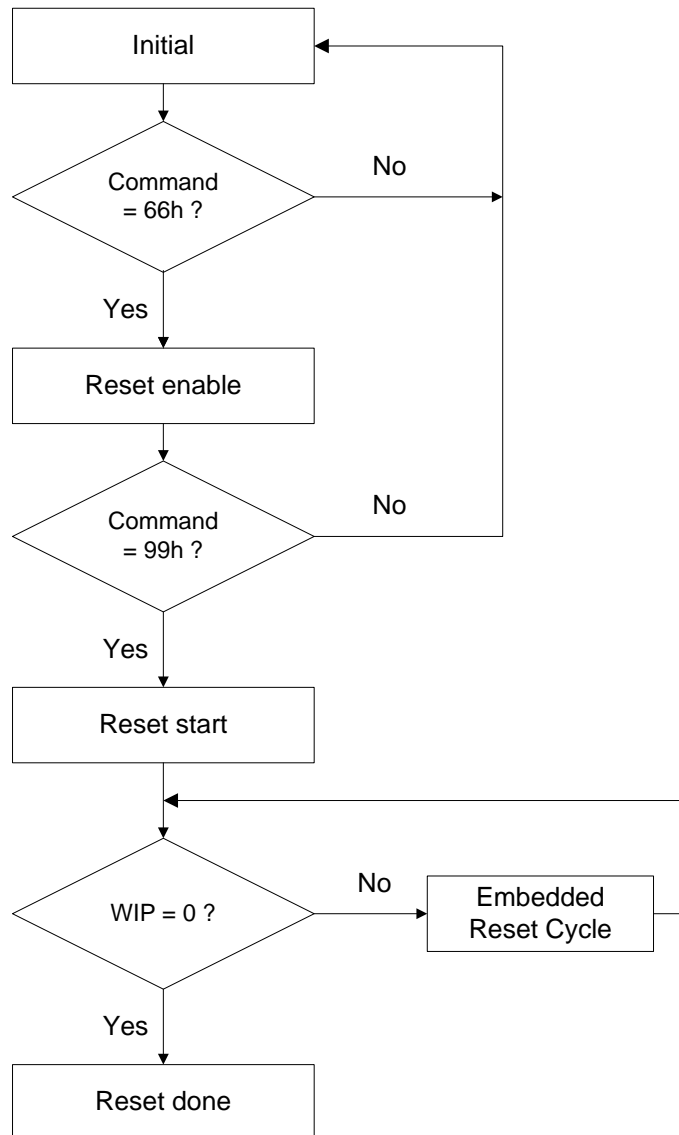 Initial
Command
= 66h ?
No
Yes
Reset enable
Command
= 99h ?
No
Yes
Reset start
WIP = 0 ?
No
Embedded
Reset Cycle
Yes
Reset done